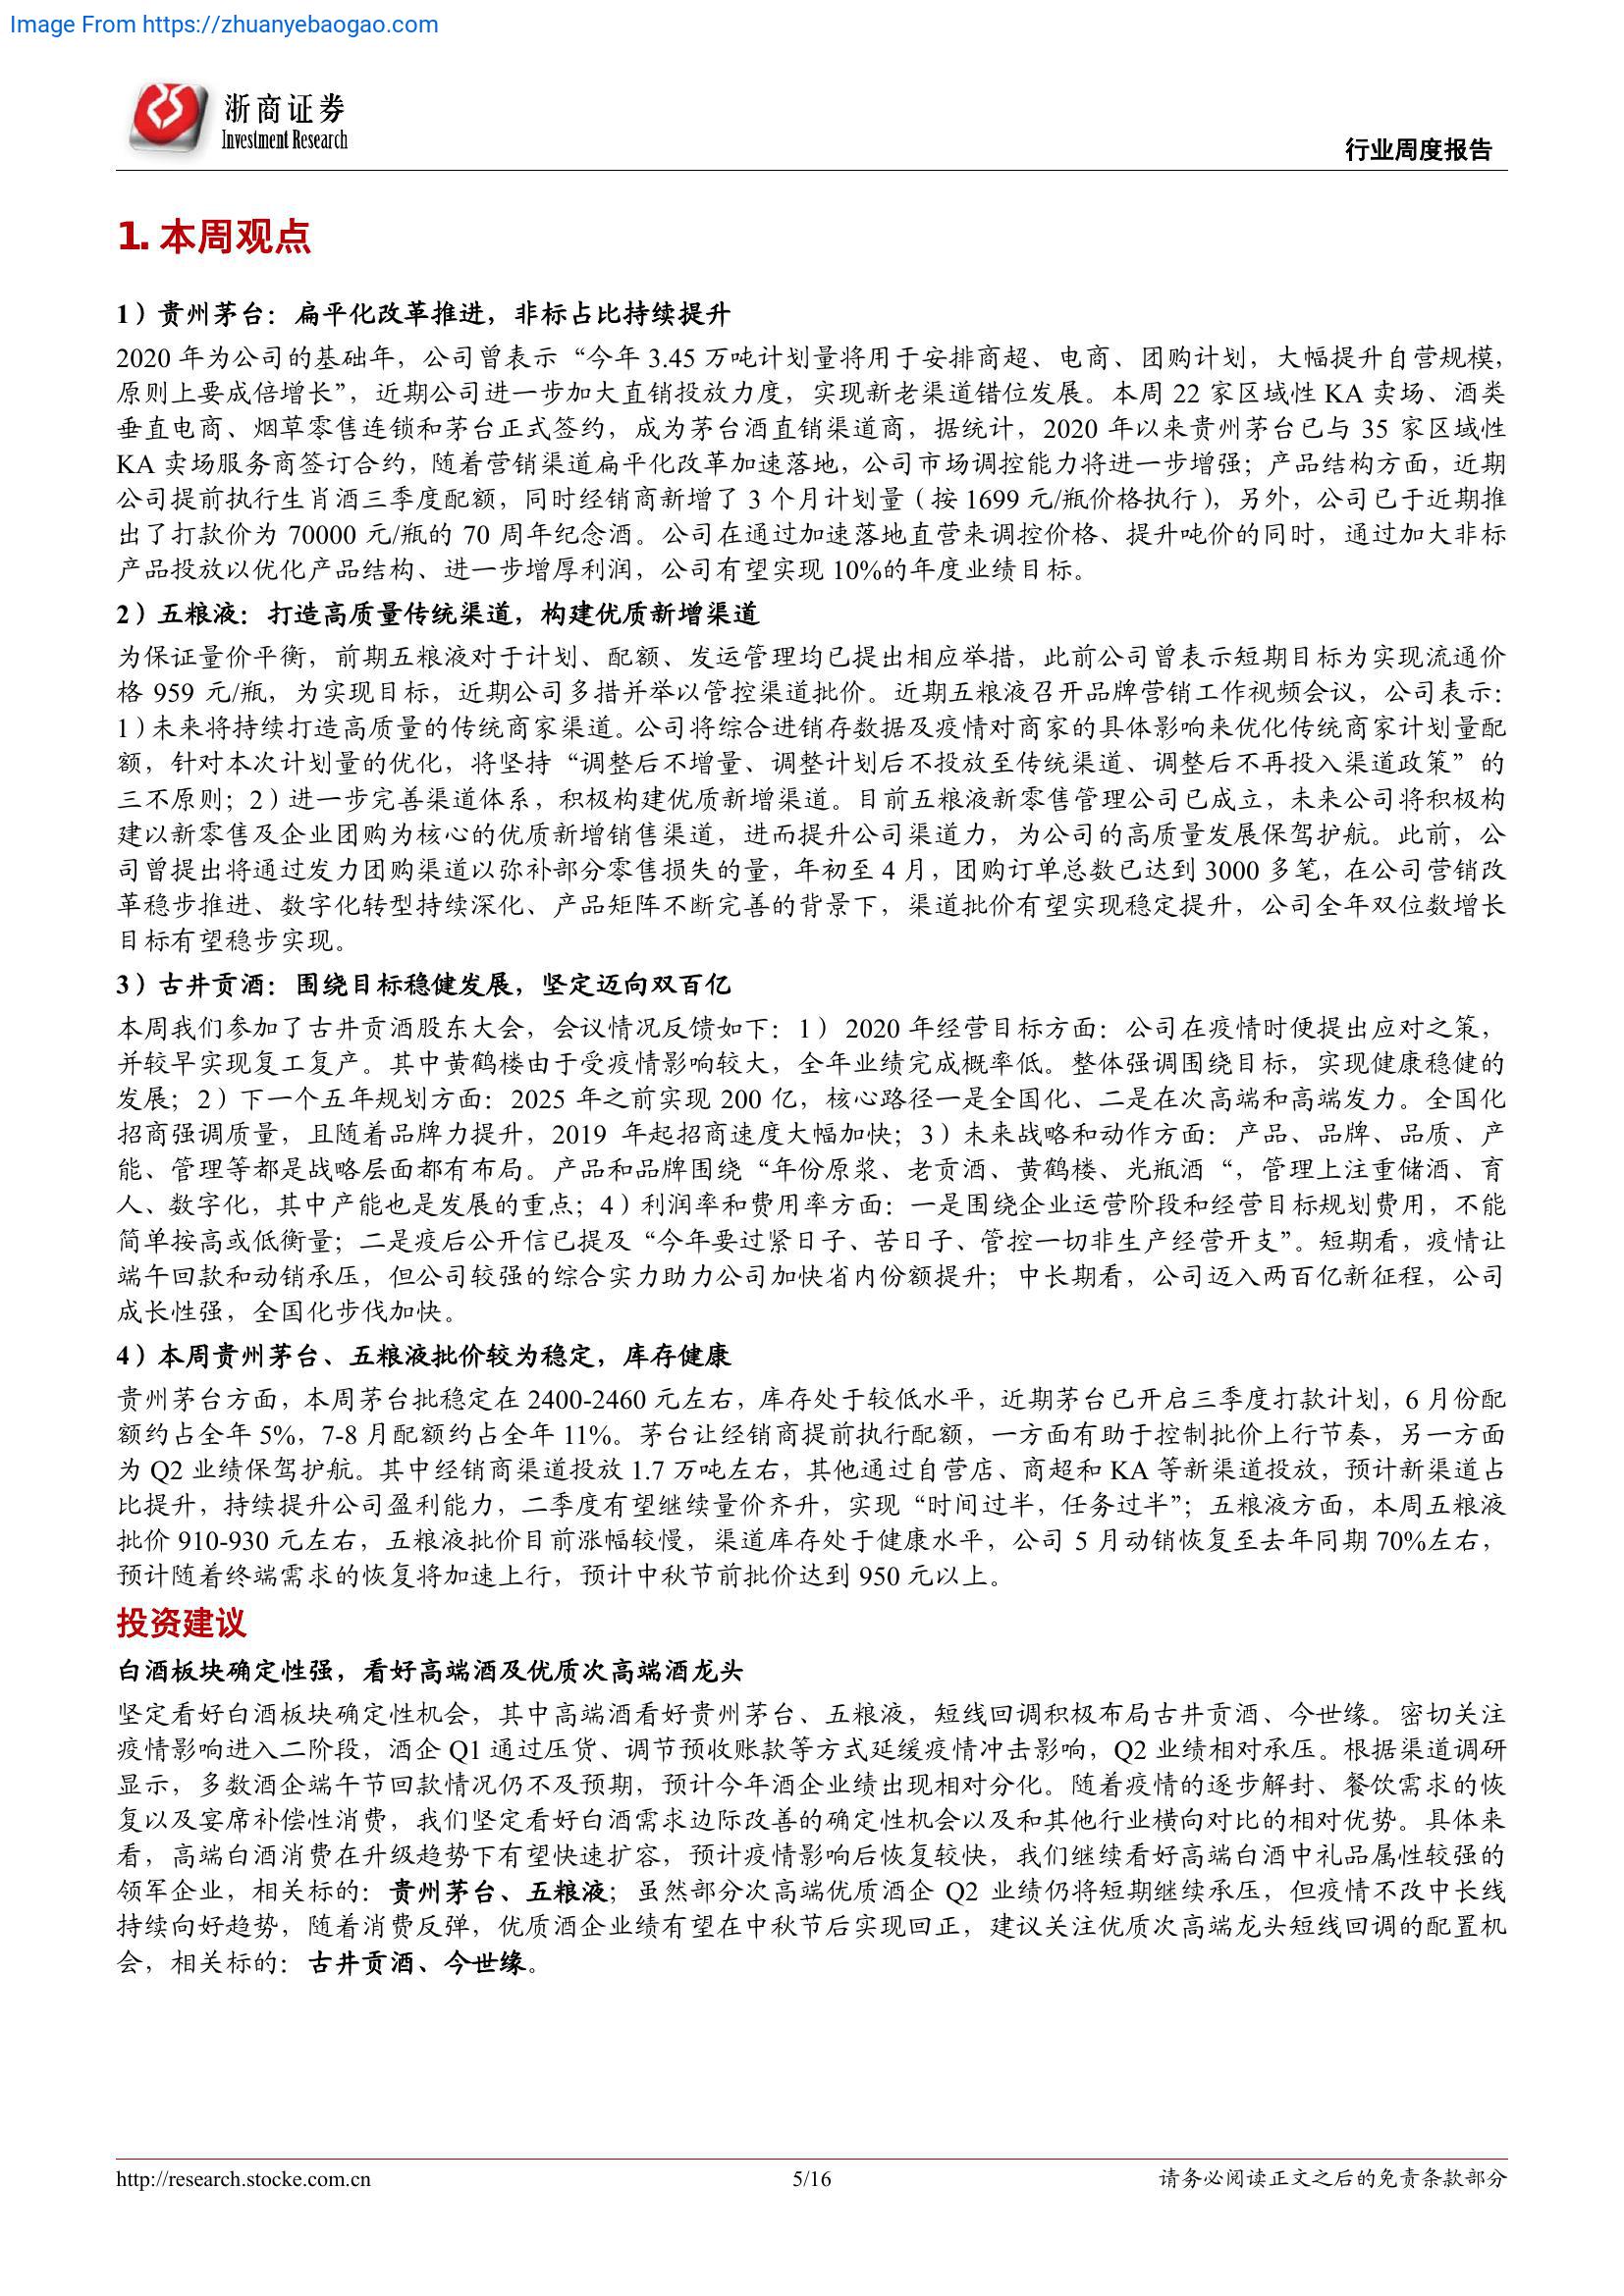 Image From https://zhuanyebaogao.com
浙商证券
Investment Research
行业周度报告
1. 本周观点
1）贵州茅台：扁平化改革推进，非标占比持续提升
2020 年为公司的基础年，公司曾表示“今年 3.45 万吨计划量将用于安排商超、电商、团购计划，大幅提升自营规模，
原则上要成倍增长”，近期公司进一步加大直销投放力度，实现新老渠道错位发展。本周 22 家区域性 KA 卖场、酒类
垂直电商、烟草零售连锁和茅台正式签约，成为茅台酒直销渠道商，据统计，2020 年以来贵州茅台已与 35 家区域性
KA 卖场服务商签订合约，随着营销渠道扁平化改革加速落地，公司市场调控能力将进一步增强；产品结构方面，近期
公司提前执行生肖酒三季度配额，同时经销商新增了 3 个月计划量（按 1699 元/瓶价格执行），另外，公司已于近期推
出了打款价为 70000 元/瓶的 70 周年纪念酒。公司在通过加速落地直营来调控价格、提升吨价的同时，通过加大非标
产品投放以优化产品结构、进一步增厚利润，公司有望实现 10%的年度业绩目标。
2）五粮液：打造高质量传统渠道，构建优质新增渠道
为保证量价平衡，前期五粮液对于计划、配额、发运管理均已提出相应举措，此前公司曾表示短期目标为实现流通价
格 959 元/瓶，为实现目标，近期公司多措并举以管控渠道批价。近期五粮液召开品牌营销工作视频会议，公司表示：
1）未来将持续打造高质量的传统商家渠道。公司将综合进销存数据及疫情对商家的具体影响来优化传统商家计划量配
额，针对本次计划量的优化，将坚持“调整后不增量、调整计划后不投放至传统渠道、调整后不再投入渠道政策”的
三不原则；2）进一步完善渠道体系，积极构建优质新增渠道。目前五粮液新零售管理公司已成立，未来公司将积极构
建以新零售及企业团购为核心的优质新增销售渠道，进而提升公司渠道力，为公司的高质量发展保驾护航。此前，公
司曾提出将通过发力团购渠道以弥补部分零售损失的量，年初至 4 月，团购订单总数已达到 3000 多笔，在公司营销改
革稳步推进、数字化转型持续深化、产品矩阵不断完善的背景下，渠道批价有望实现稳定提升，公司全年双位数增长
目标有望稳步实现。
3）古井贡酒：围绕目标稳健发展，坚定迈向双百亿
本周我们参加了古井贡酒股东大会，会议情况反馈如下：1） 2020 年经营目标方面：公司在疫情时便提出应对之策，
并较早实现复工复产。其中黄鹤楼由于受疫情影响较大，全年业绩完成概率低。整体强调围绕目标，实现健康稳健的
发展；2）下一个五年规划方面：2025 年之前实现 200 亿，核心路径一是全国化、二是在次高端和高端发力。全国化
招商强调质量，且随着品牌力提升，2019 年起招商速度大幅加快；3）未来战略和动作方面：产品、品牌、品质、产
能、管理等都是战略层面都有布局。产品和品牌围绕“年份原浆、老贡酒、黄鹤楼、光瓶酒 “，管理上注重储酒、育
人、数字化，其中产能也是发展的重点；4）利润率和费用率方面：一是围绕企业运营阶段和经营目标规划费用，不能
简单按高或低衡量；二是疫后公开信已提及“今年要过紧日子、苦日子、管控一切非生产经营开支”。短期看，疫情让
端午回款和动销承压，但公司较强的综合实力助力公司加快省内份额提升；中长期看，公司迈入两百亿新征程，公司
成长性强，全国化步伐加快。
4）本周贵州茅台、五粮液批价较为稳定，库存健康
贵州茅台方面，本周茅台批稳定在 2400-2460 元左右，库存处于较低水平，近期茅台已开启三季度打款计划，6 月份配
额约占全年 5%，7-8 月配额约占全年 11%。茅台让经销商提前执行配额，一方面有助于控制批价上行节奏，另一方面
为 Q2 业绩保驾护航。其中经销商渠道投放 1.7 万吨左右，其他通过自营店、商超和 KA 等新渠道投放，预计新渠道占
比提升，持续提升公司盈利能力，二季度有望继续量价齐升，实现“时间过半，任务过半”；五粮液方面，本周五粮液
批价 910-930 元左右，五粮液批价目前涨幅较慢，渠道库存处于健康水平，公司 5 月动销恢复至去年同期 70%左右，
预计随着终端需求的恢复将加速上行，预计中秋节前批价达到 950 元以上。
投资建议
白酒板块确定性强，看好高端酒及优质次高端酒龙头
坚定看好白酒板块确定性机会，其中高端酒看好贵州茅台、五粮液，短线回调积极布局古井贡酒、今世缘。密切关注
疫情影响进入二阶段，酒企 Q1 通过压货、调节预收账款等方式延缓疫情冲击影响，Q2 业绩相对承压。根据渠道调研
显示，多数酒企端午节回款情况仍不及预期，预计今年酒企业绩出现相对分化。随着疫情的逐步解封、餐饮需求的恢
复以及宴席补偿性消费，我们坚定看好白酒需求边际改善的确定性机会以及和其他行业横向对比的相对优势。具体来
看，高端白酒消费在升级趋势下有望快速扩容，预计疫情影响后恢复较快，我们继续看好高端白酒中礼品属性较强的
领军企业，相关标的：贵州茅台、五粮液；虽然部分次高端优质酒企 Q2 业绩仍将短期继续承压，但疫情不改中长线
持续向好趋势，随着消费反弹，优质酒企业绩有望在中秋节后实现回正，建议关注优质次高端龙头短线回调的配置机
会，相关标的：古井贡酒、今世缘。
http://research.stocke.com.cn
5/16
请务必阅读正文之后的免责条款部分